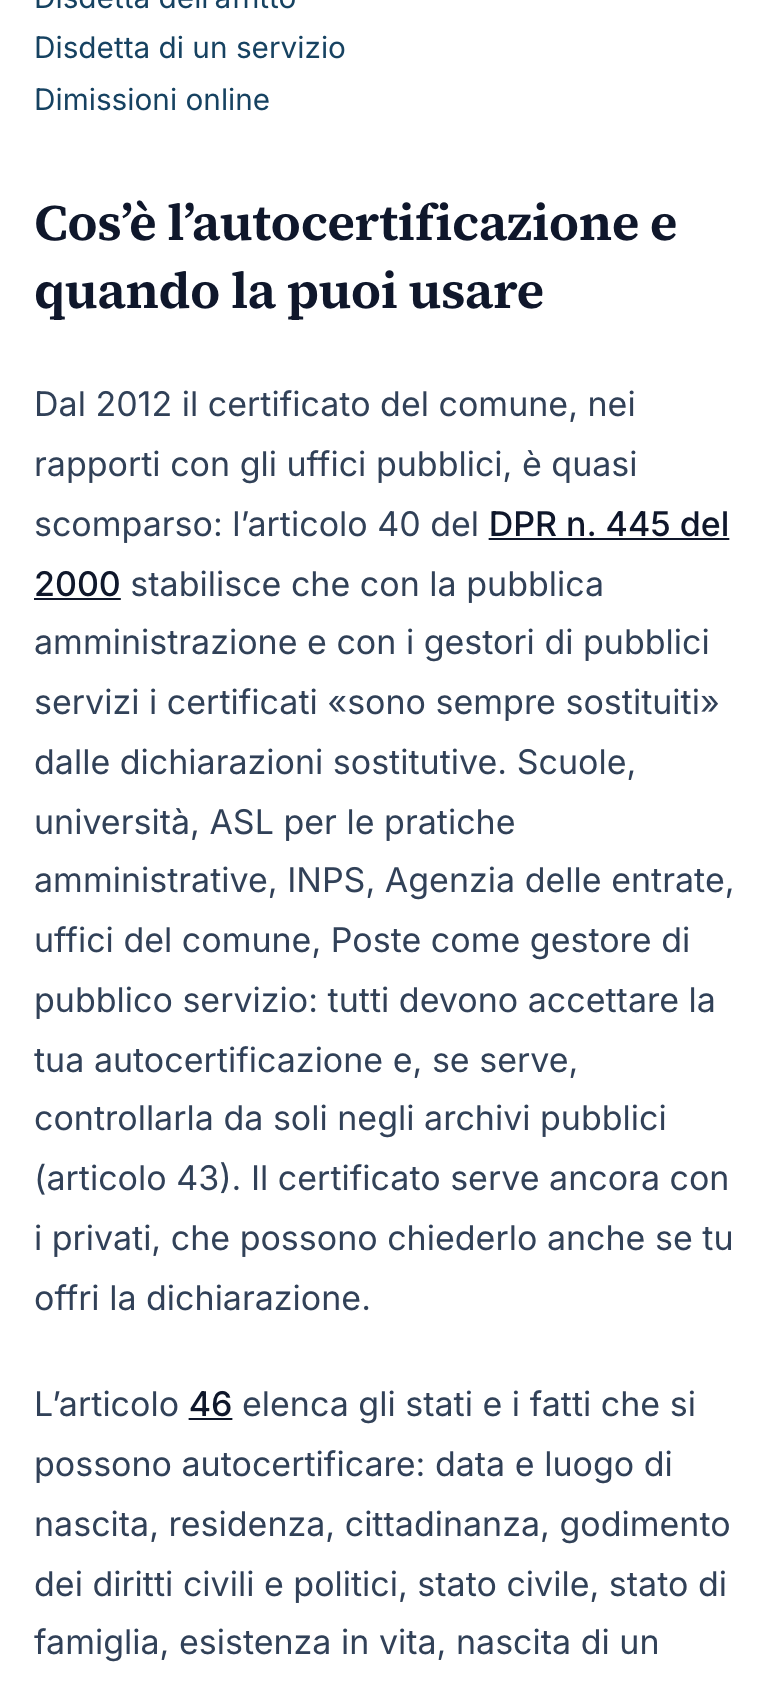 Disdetta dell'affitto
Disdetta di un servizio
Dimissioni online
Cos’è l’autocertificazione e
quando la puoi usare
Dal 2012 il certificato del comune, nei
rapporti con gli uffici pubblici, è quasi
scomparso: l’articolo 40 del DPR n. 445 del
2000 stabilisce che con la pubblica
amministrazione e con i gestori di pubblici
servizi i certificati «sono sempre sostituiti»
dalle dichiarazioni sostitutive. Scuole,
università, ASL per le pratiche
amministrative, INPS, Agenzia delle entrate,
uffici del comune, Poste come gestore di
pubblico servizio: tutti devono accettare la
tua autocertificazione e, se serve,
controllarla da soli negli archivi pubblici
(articolo 43). Il certificato serve ancora con
i privati, che possono chiederlo anche se tu
offri la dichiarazione.
L’articolo 46 elenca gli stati e i fatti che si
possono autocertificare: data e luogo di
nascita, residenza, cittadinanza, godimento
dei diritti civili e politici, stato civile, stato di
famiglia, esistenza in vita, nascita di un